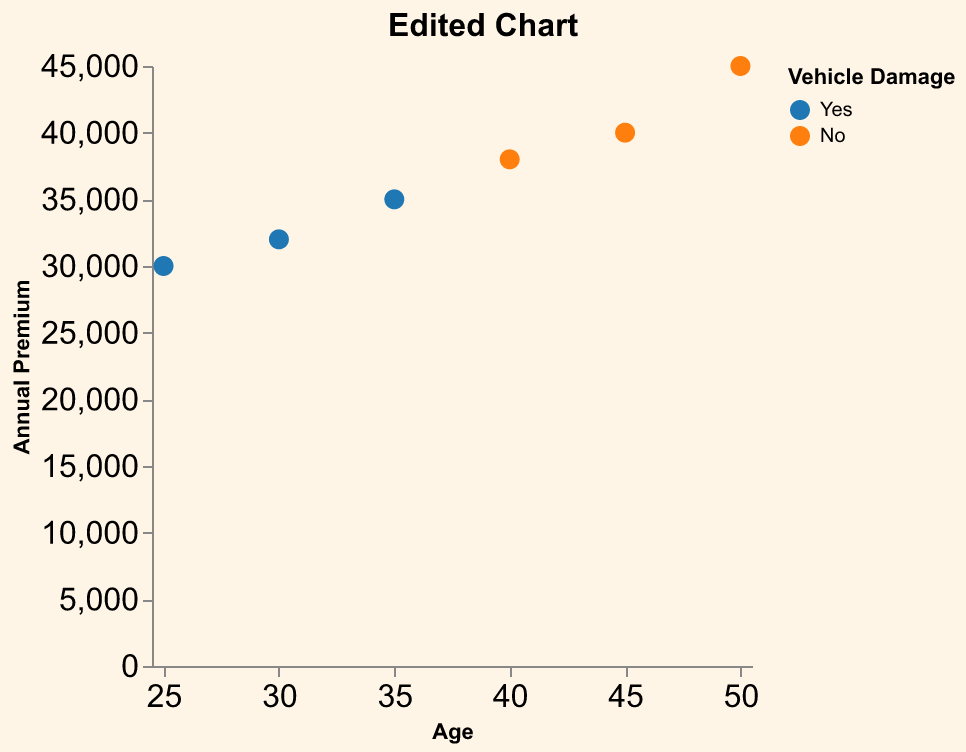 Edited Chart
45,000
40,000
35,000
30,000
25,000
20,000
15,000
10,000
5,000
0
Annual Premium
25 30 35 40 45 50
Age
Vehicle Damage
Yes
No